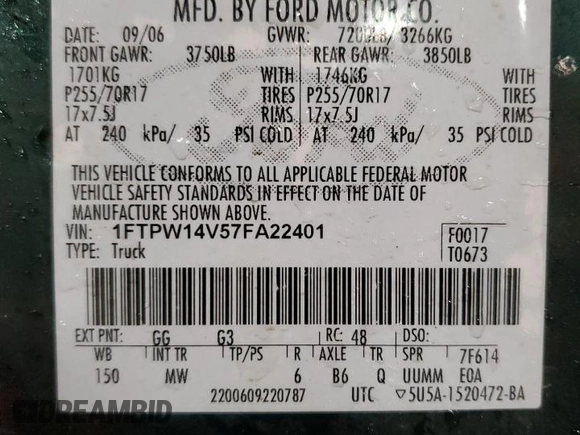 MFD. BY FORD MOTOR CO.
DATE: 09/06 GVWR: 7200LB/ 3266KG
FRONT GAWR: 3750LB REAR GAWR: 3850LB
1701KG WITH 1746KG WITH
P255/70R17 TIRES P255/70R17 TIRES
17x7.5J RIMS 17x7.5J RIMS
AT 240 kPa/ 35 PSI COLD AT 240 kPa/ 35 PSI COLD
THIS VEHICLE CONFORMS TO ALL APPLICABLE FEDERAL MOTOR
VEHICLE SAFETY STANDARDS IN EFFECT ON THE DATE OF
MANUFACTURE SHOWN ABOVE.
VIN: 1FTPW14V57FA22401 F0017
TYPE: Truck T0673
EXT PNT: GG G3 RC: 48 DSO:
WB INT TR TP/PS R AXLE TR SPR 7F614
150 MW 6 B6 Q UUMM EOA
2200609220787 UTC ▽5U5A-1520472-BA
DREAMBID